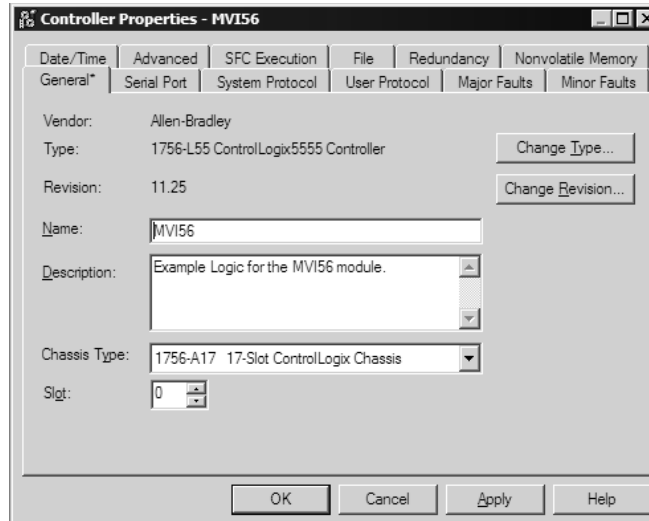 Controller Properties - MVI56
Date/Time Advanced SFC Execution File Redundancy Nonvolatile Memory
General* Serial Port System Protocol User Protocol Major Faults Minor Faults
Vendor: Allen-Bradley
Type: 1756-L55 ControlLogix5555 Controller Change Type...
Revision: 11.25 Change Revision...
Name: MVI56
Description: Example Logic for the MVI56 module.
Chassis Type: 1756-A17 17-Slot ControlLogix Chassis
Slot: 0
OK Cancel Apply Help